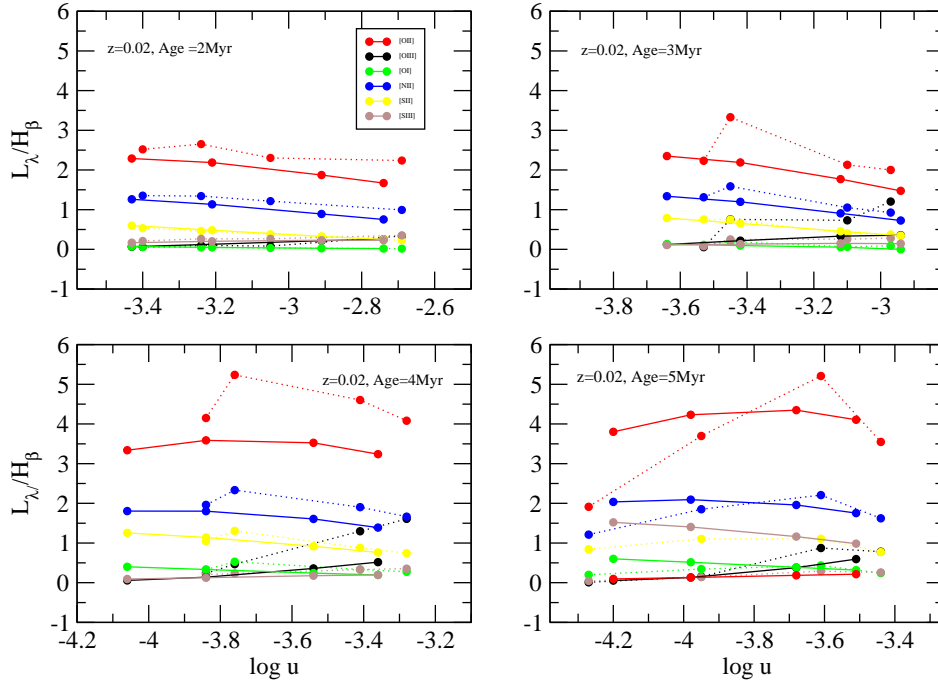 6
5
4
3
2
1
0
-1
L_λ/H_β
z=0.02, Age =2Myr
[OII]
[OIII]
[OI]
[NII]
[SII]
[SIII]
-3.4 -3.2 -3 -2.8 -2.6
6
5
4
3
2
1
0
-1
z=0.02, Age=3Myr
-3.8 -3.6 -3.4 -3.2 -3
6
5
4
3
2
1
0
-1
L_λ/H_β
z=0.02, Age=4Myr
-4.2 -4 -3.8 -3.6 -3.4 -3.2
log u
6
5
4
3
2
1
0
-1
z=0.02, Age=5Myr
-4.2 -4 -3.8 -3.6 -3.4
log u